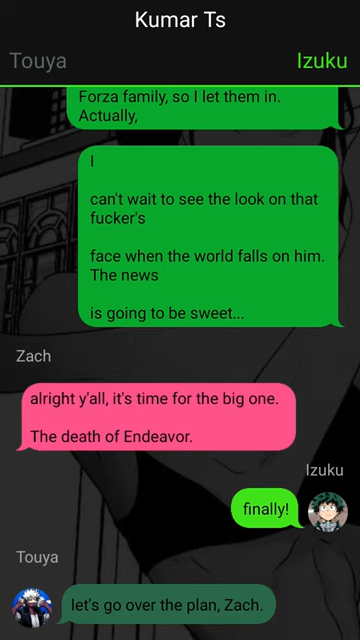 Kumar Ts
Touya
Izuku
Forza family, so I let them in.
Actually,
I
can't wait to see the look on that
fucker's
face when the world falls on him.
The news
is going to be sweet...
Zach
alright y'all, it's time for the big one.
The death of Endeavor.
Izuku
finally!
Touya
let's go over the plan, Zach.